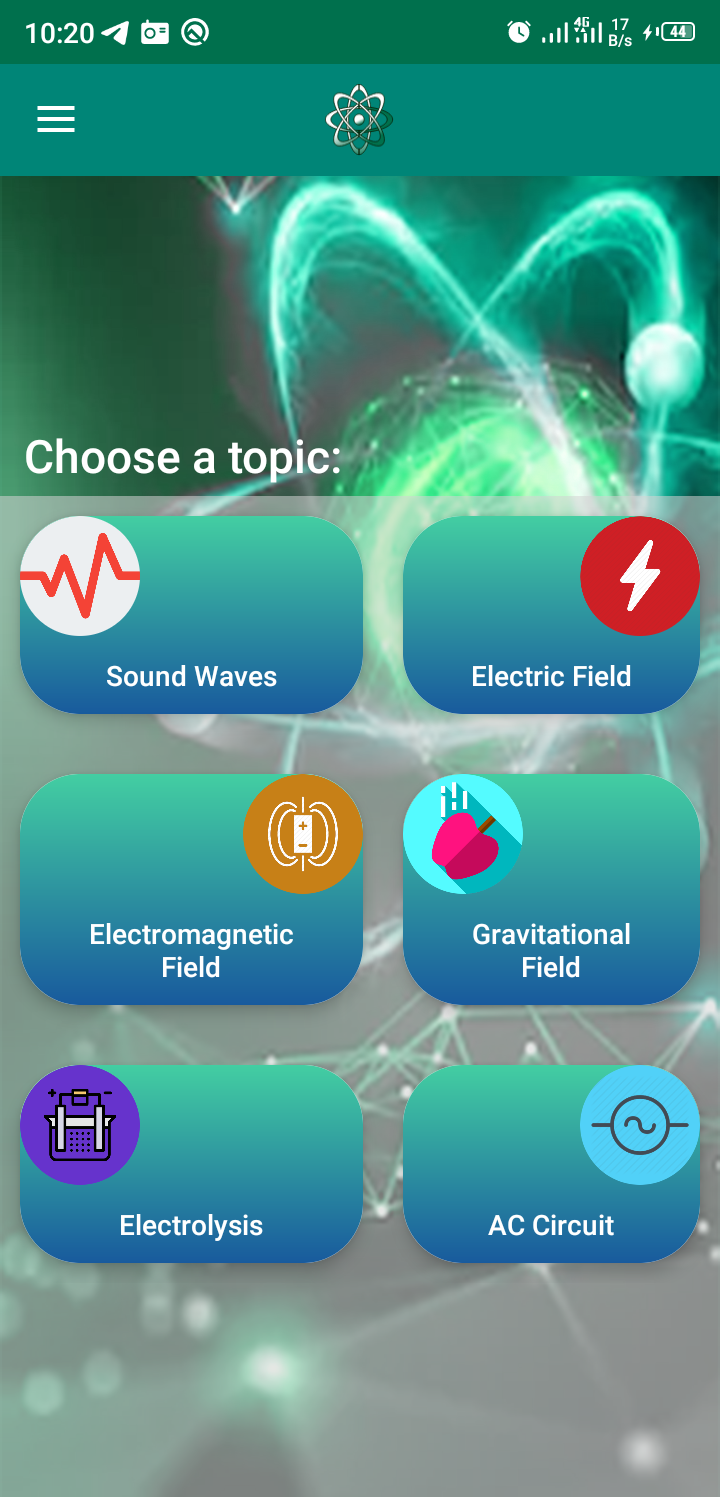 10:20
4G
17
B/s
44
Choose a topic:
Sound Waves
Electric Field
Electromagnetic
Field
Gravitational
Field
Electrolysis
AC Circuit